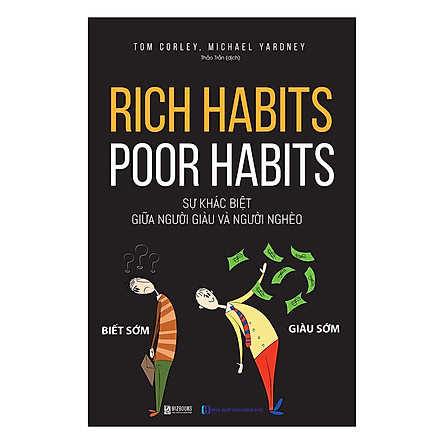 TOM CORLEY, MICHAEL YARDNEY
Thảo Trần (dịch)
RICH HABITS
POOR HABITS
SỰ KHÁC BIỆT
GIỮA NGƯỜI GIÀU VÀ NGƯỜI NGHÈO
???
BIẾT SỚM
GIÀU SỚM
BIZBOOKS